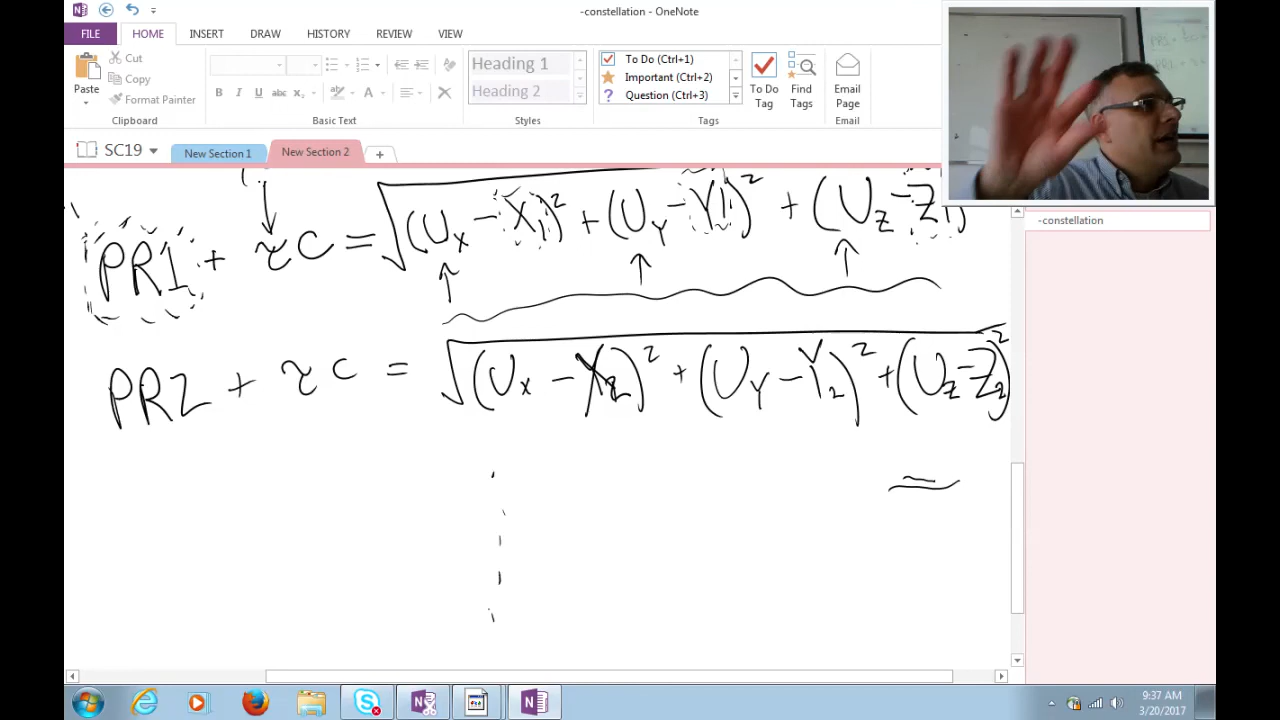 -constellation - OneNote
FILE HOME INSERT DRAW HISTORY REVIEW VIEW
Paste
Cut
Copy
Format Painter
Clipboard
B I U abc x₂ A
Basic Text
Heading 1
Heading 2
Styles
To Do (Ctrl+1)
Important (Ctrl+2)
Question (Ctrl+3)
Tags
To Do Tag
Find Tags
Email Page
Email
SC19 New Section 1 New Section 2
-constellation
PR1 + τC = √(Ux - X1)² + (Uy - Y1)² + (Uz - Z1)
PR2 + τC = √(Ux - X2)² + (Uy - Y2)² + (Uz - Z2)²
9:37 AM
3/20/2017